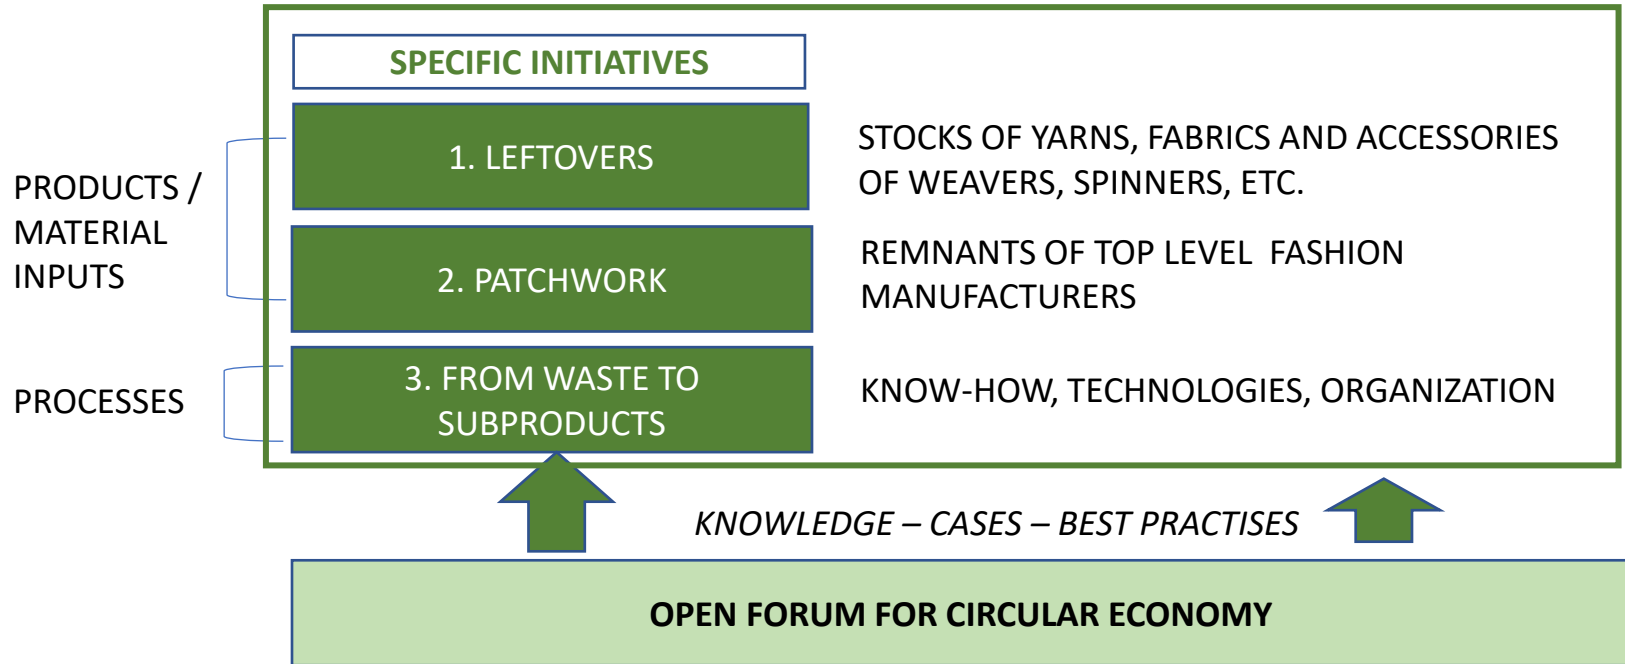 SPECIFIC INITIATIVES
PRODUCTS /
MATERIAL
INPUTS
1. LEFTOVERS
STOCKS OF YARNS, FABRICS AND ACCESSORIES
OF WEAVERS, SPINNERS, ETC.
2. PATCHWORK
REMNANTS OF TOP LEVEL FASHION
MANUFACTURERS
PROCESSES
3. FROM WASTE TO
SUBPRODUCTS
KNOW-HOW, TECHNOLOGIES, ORGANIZATION
KNOWLEDGE – CASES – BEST PRACTISES
OPEN FORUM FOR CIRCULAR ECONOMY